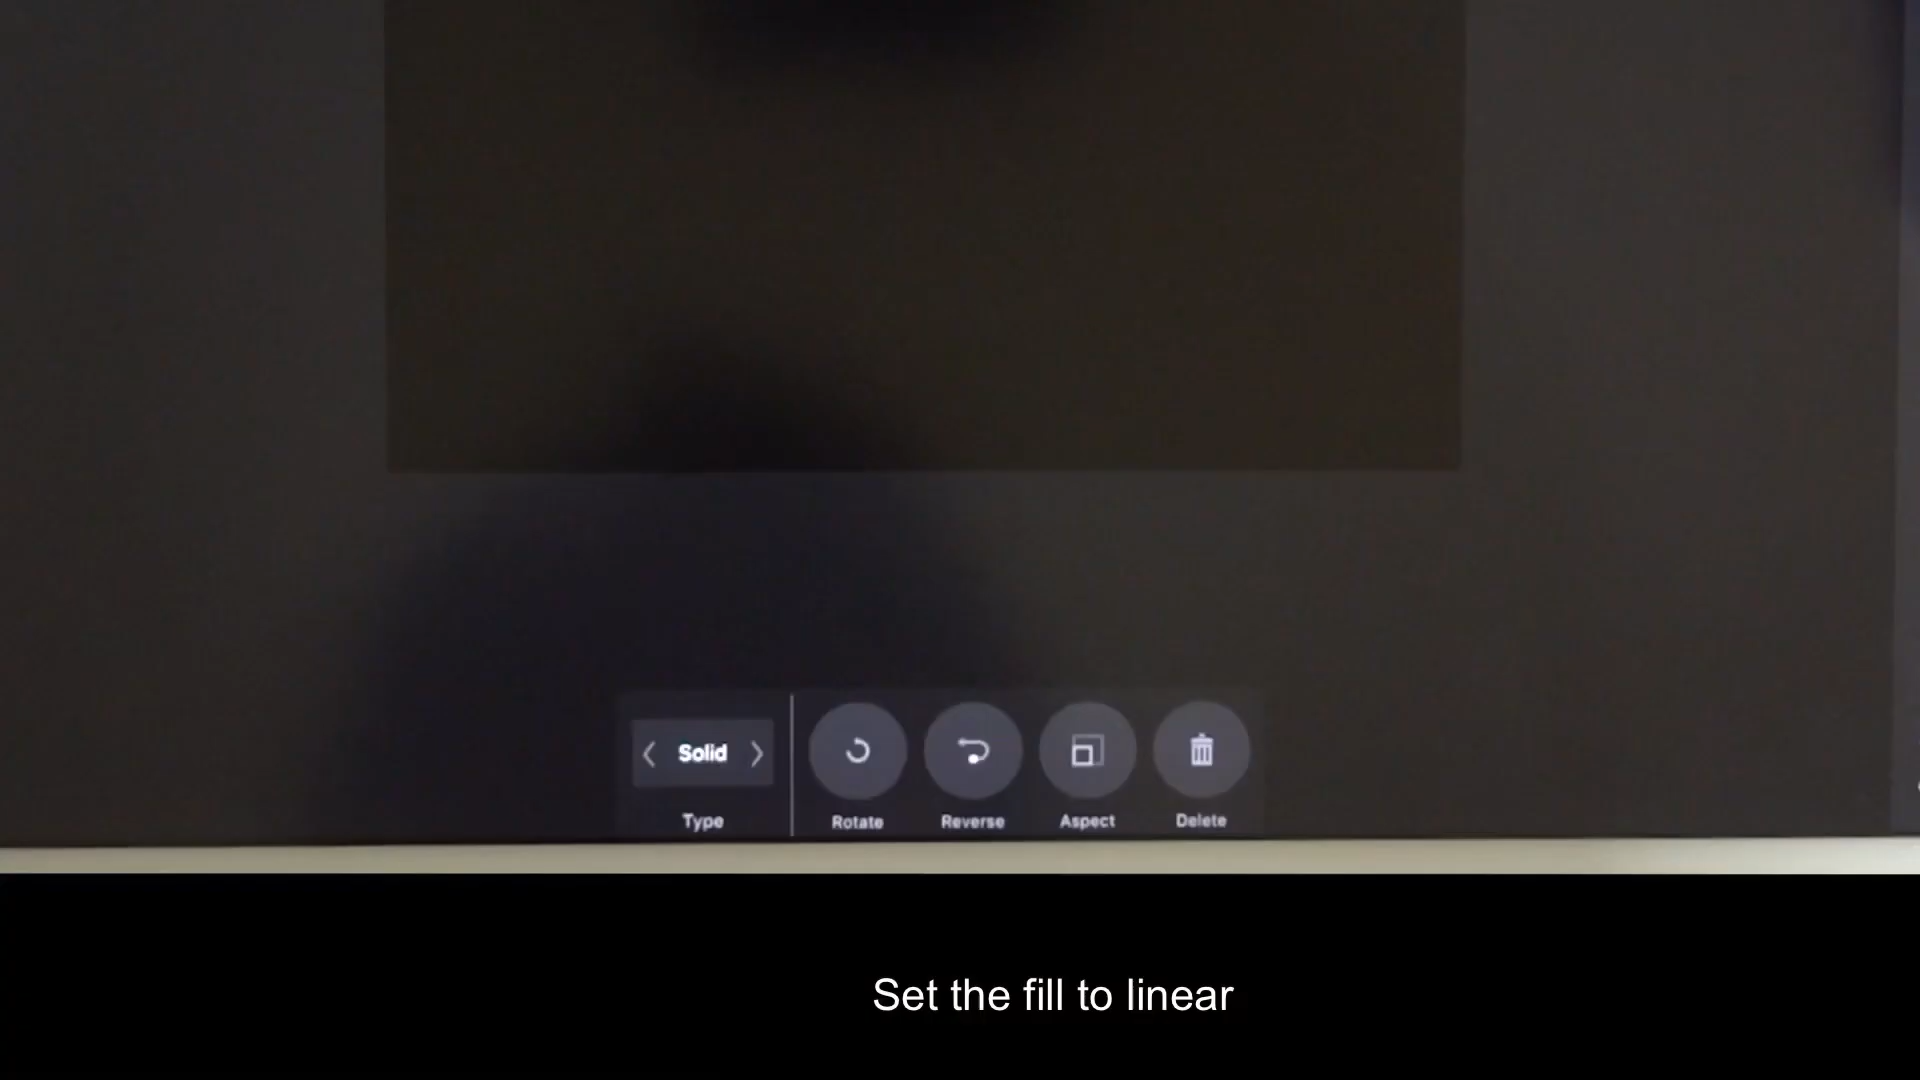 Solid
Type
Rotate
Reverse
Aspect
Delete
Set the fill to linear